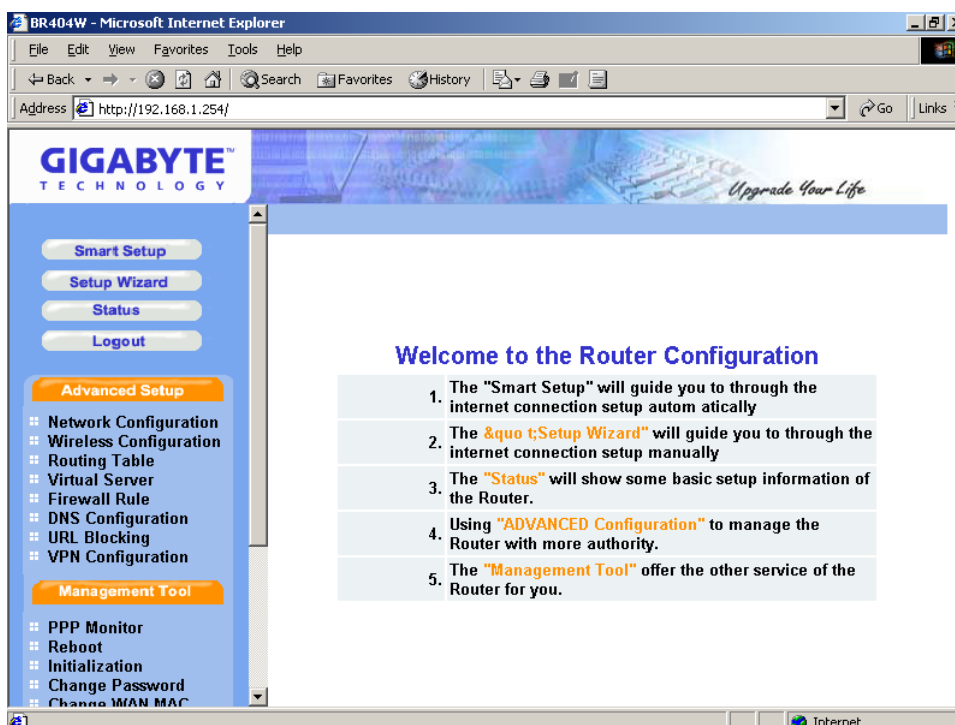 BR404W - Microsoft Internet Explorer
File Edit View Favorites Tools Help
Back Search Favorites History
Address http://192.168.1.254/ Go Links
GIGABYTE™
TECHNOLOGY
Upgrade Your Life
Smart Setup
Setup Wizard
Status
Logout
Advanced Setup
Network Configuration
Wireless Configuration
Routing Table
Virtual Server
Firewall Rule
DNS Configuration
URL Blocking
VPN Configuration
Management Tool
PPP Monitor
Reboot
Initialization
Change Password
Change WAN MAC
Welcome to the Router Configuration
1. The "Smart Setup" will guide you to through the
internet connection setup autom atically
2. The &quo t;Setup Wizard" will guide you to through the
internet connection setup manually
3. The "Status" will show some basic setup information of
the Router.
4. Using "ADVANCED Configuration" to manage the
Router with more authority.
5. The "Management Tool" offer the other service of the
Router for you.
Internet